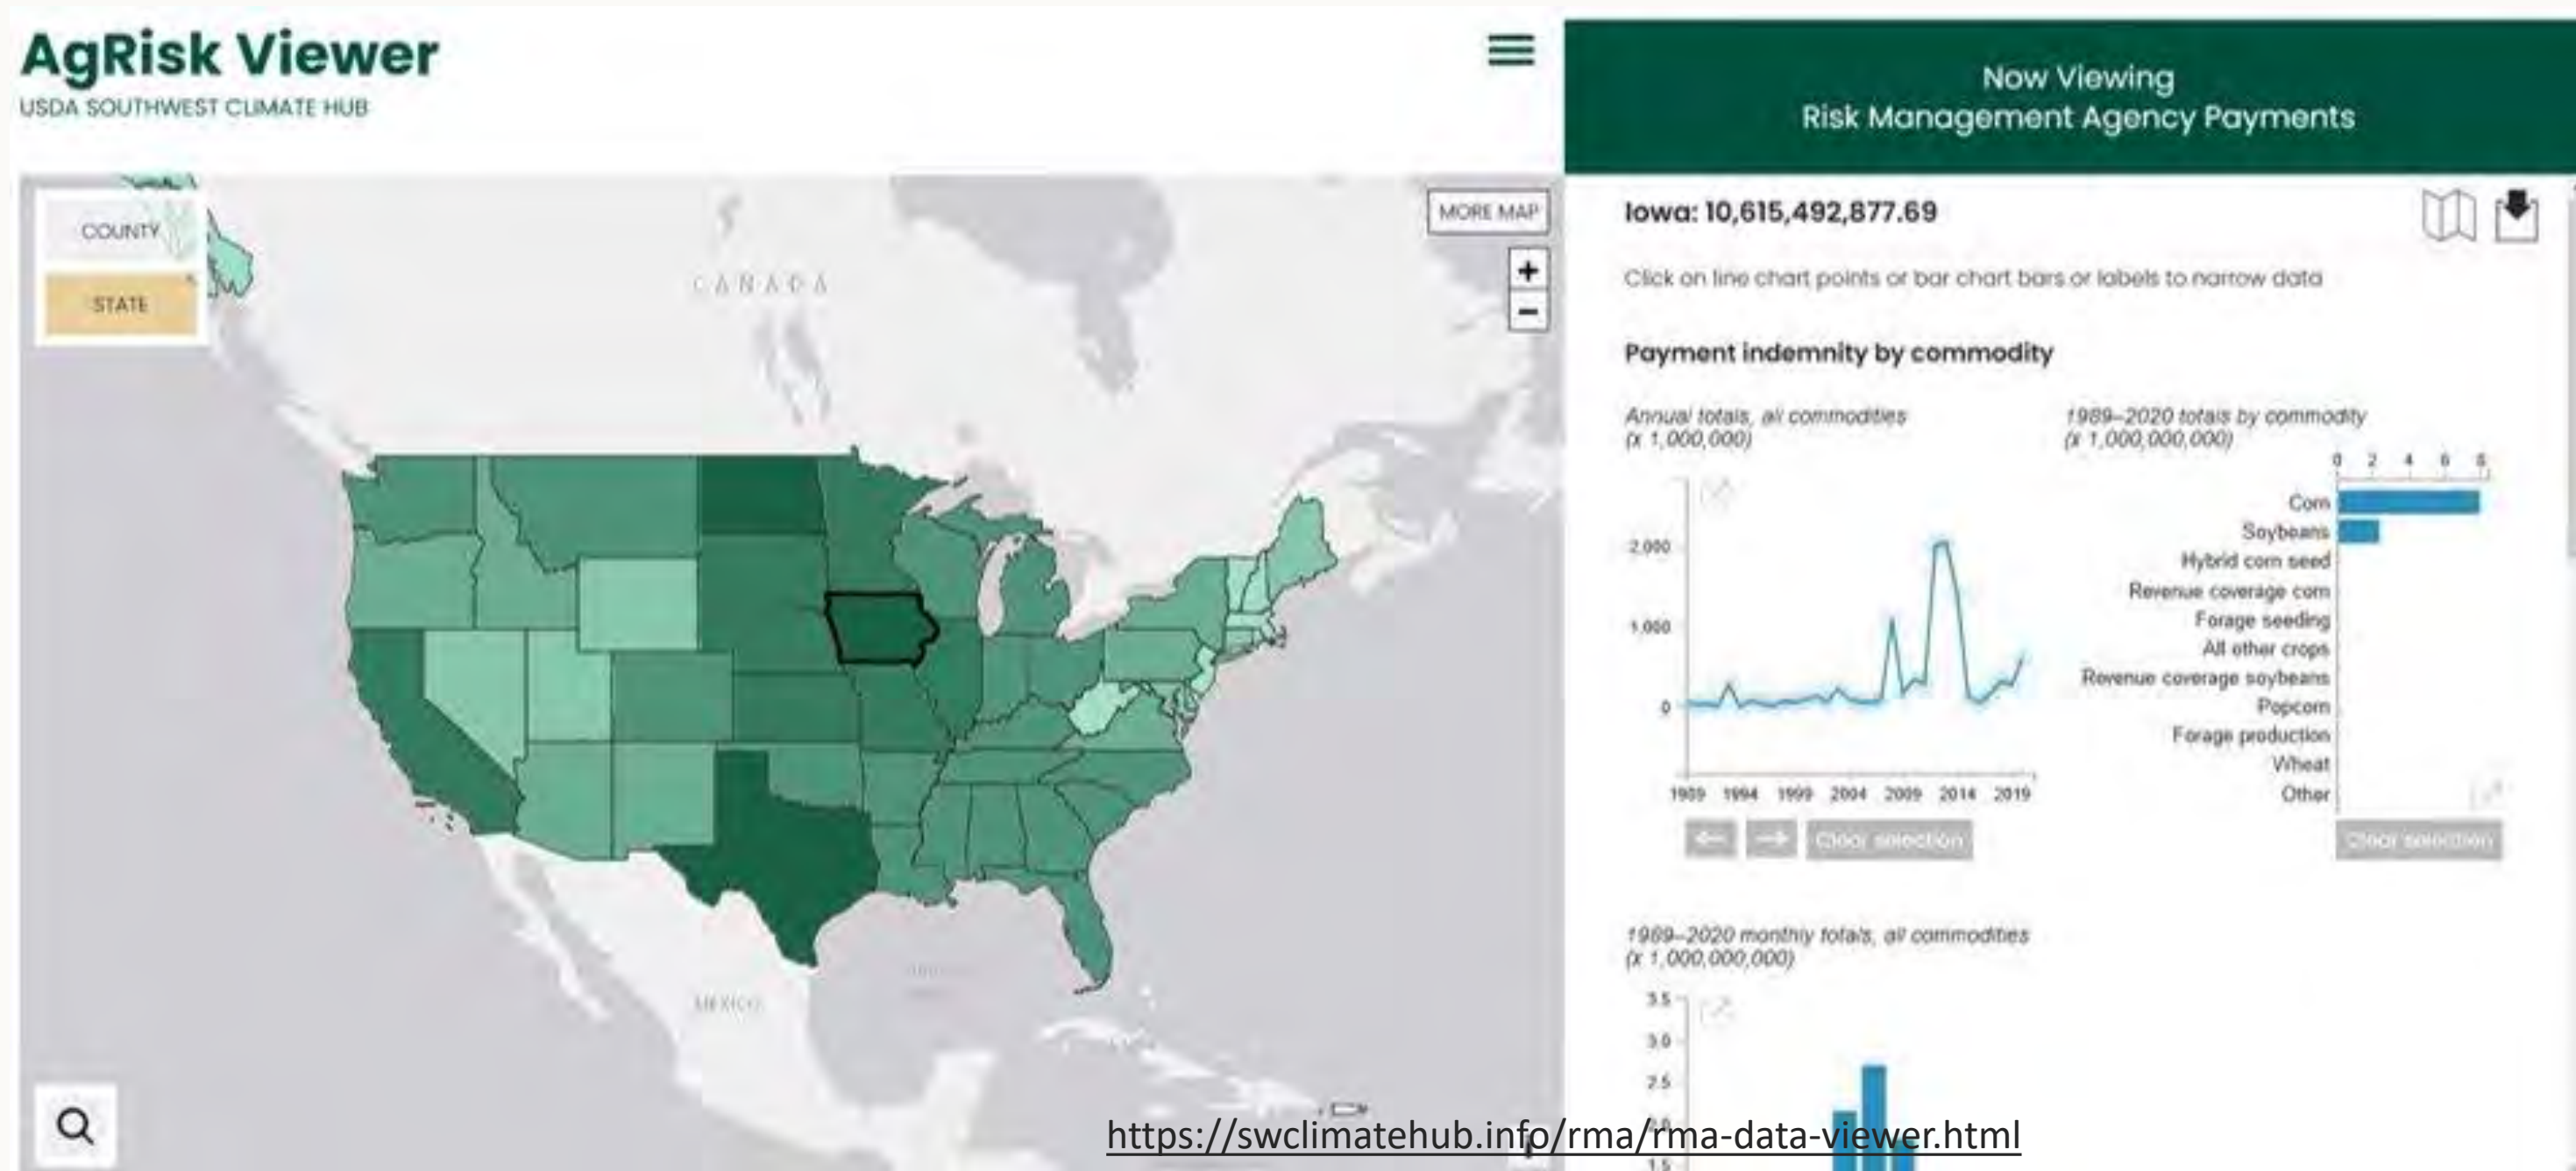 AgRisk Viewer
USDA SOUTHWEST CLIMATE HUB
COUNTY
STATE
MORE MAP
+
−
CANADA
MEXICO
Now Viewing
Risk Management Agency Payments
Iowa: 10,615,492,877.69
Click on line chart points or bar chart bars or labels to narrow data
Payment indemnity by commodity
Annual totals, all commodities
(x 1,000,000)
2,000
1,000
0
1989 1994 1999 2004 2009 2014 2019
Clear selection
1989–2020 totals by commodity
(x 1,000,000,000)
0 2 4 6 8
Corn
Soybeans
Hybrid corn seed
Revenue coverage corn
Forage seeding
All other crops
Revenue coverage soybeans
Popcorn
Forage production
Wheat
Other
Clear selection
1989–2020 monthly totals, all commodities
(x 1,000,000,000)
3.5
3.0
2.5
2.0
1.5
https://swclimatehub.info/rma/rma-data-viewer.html